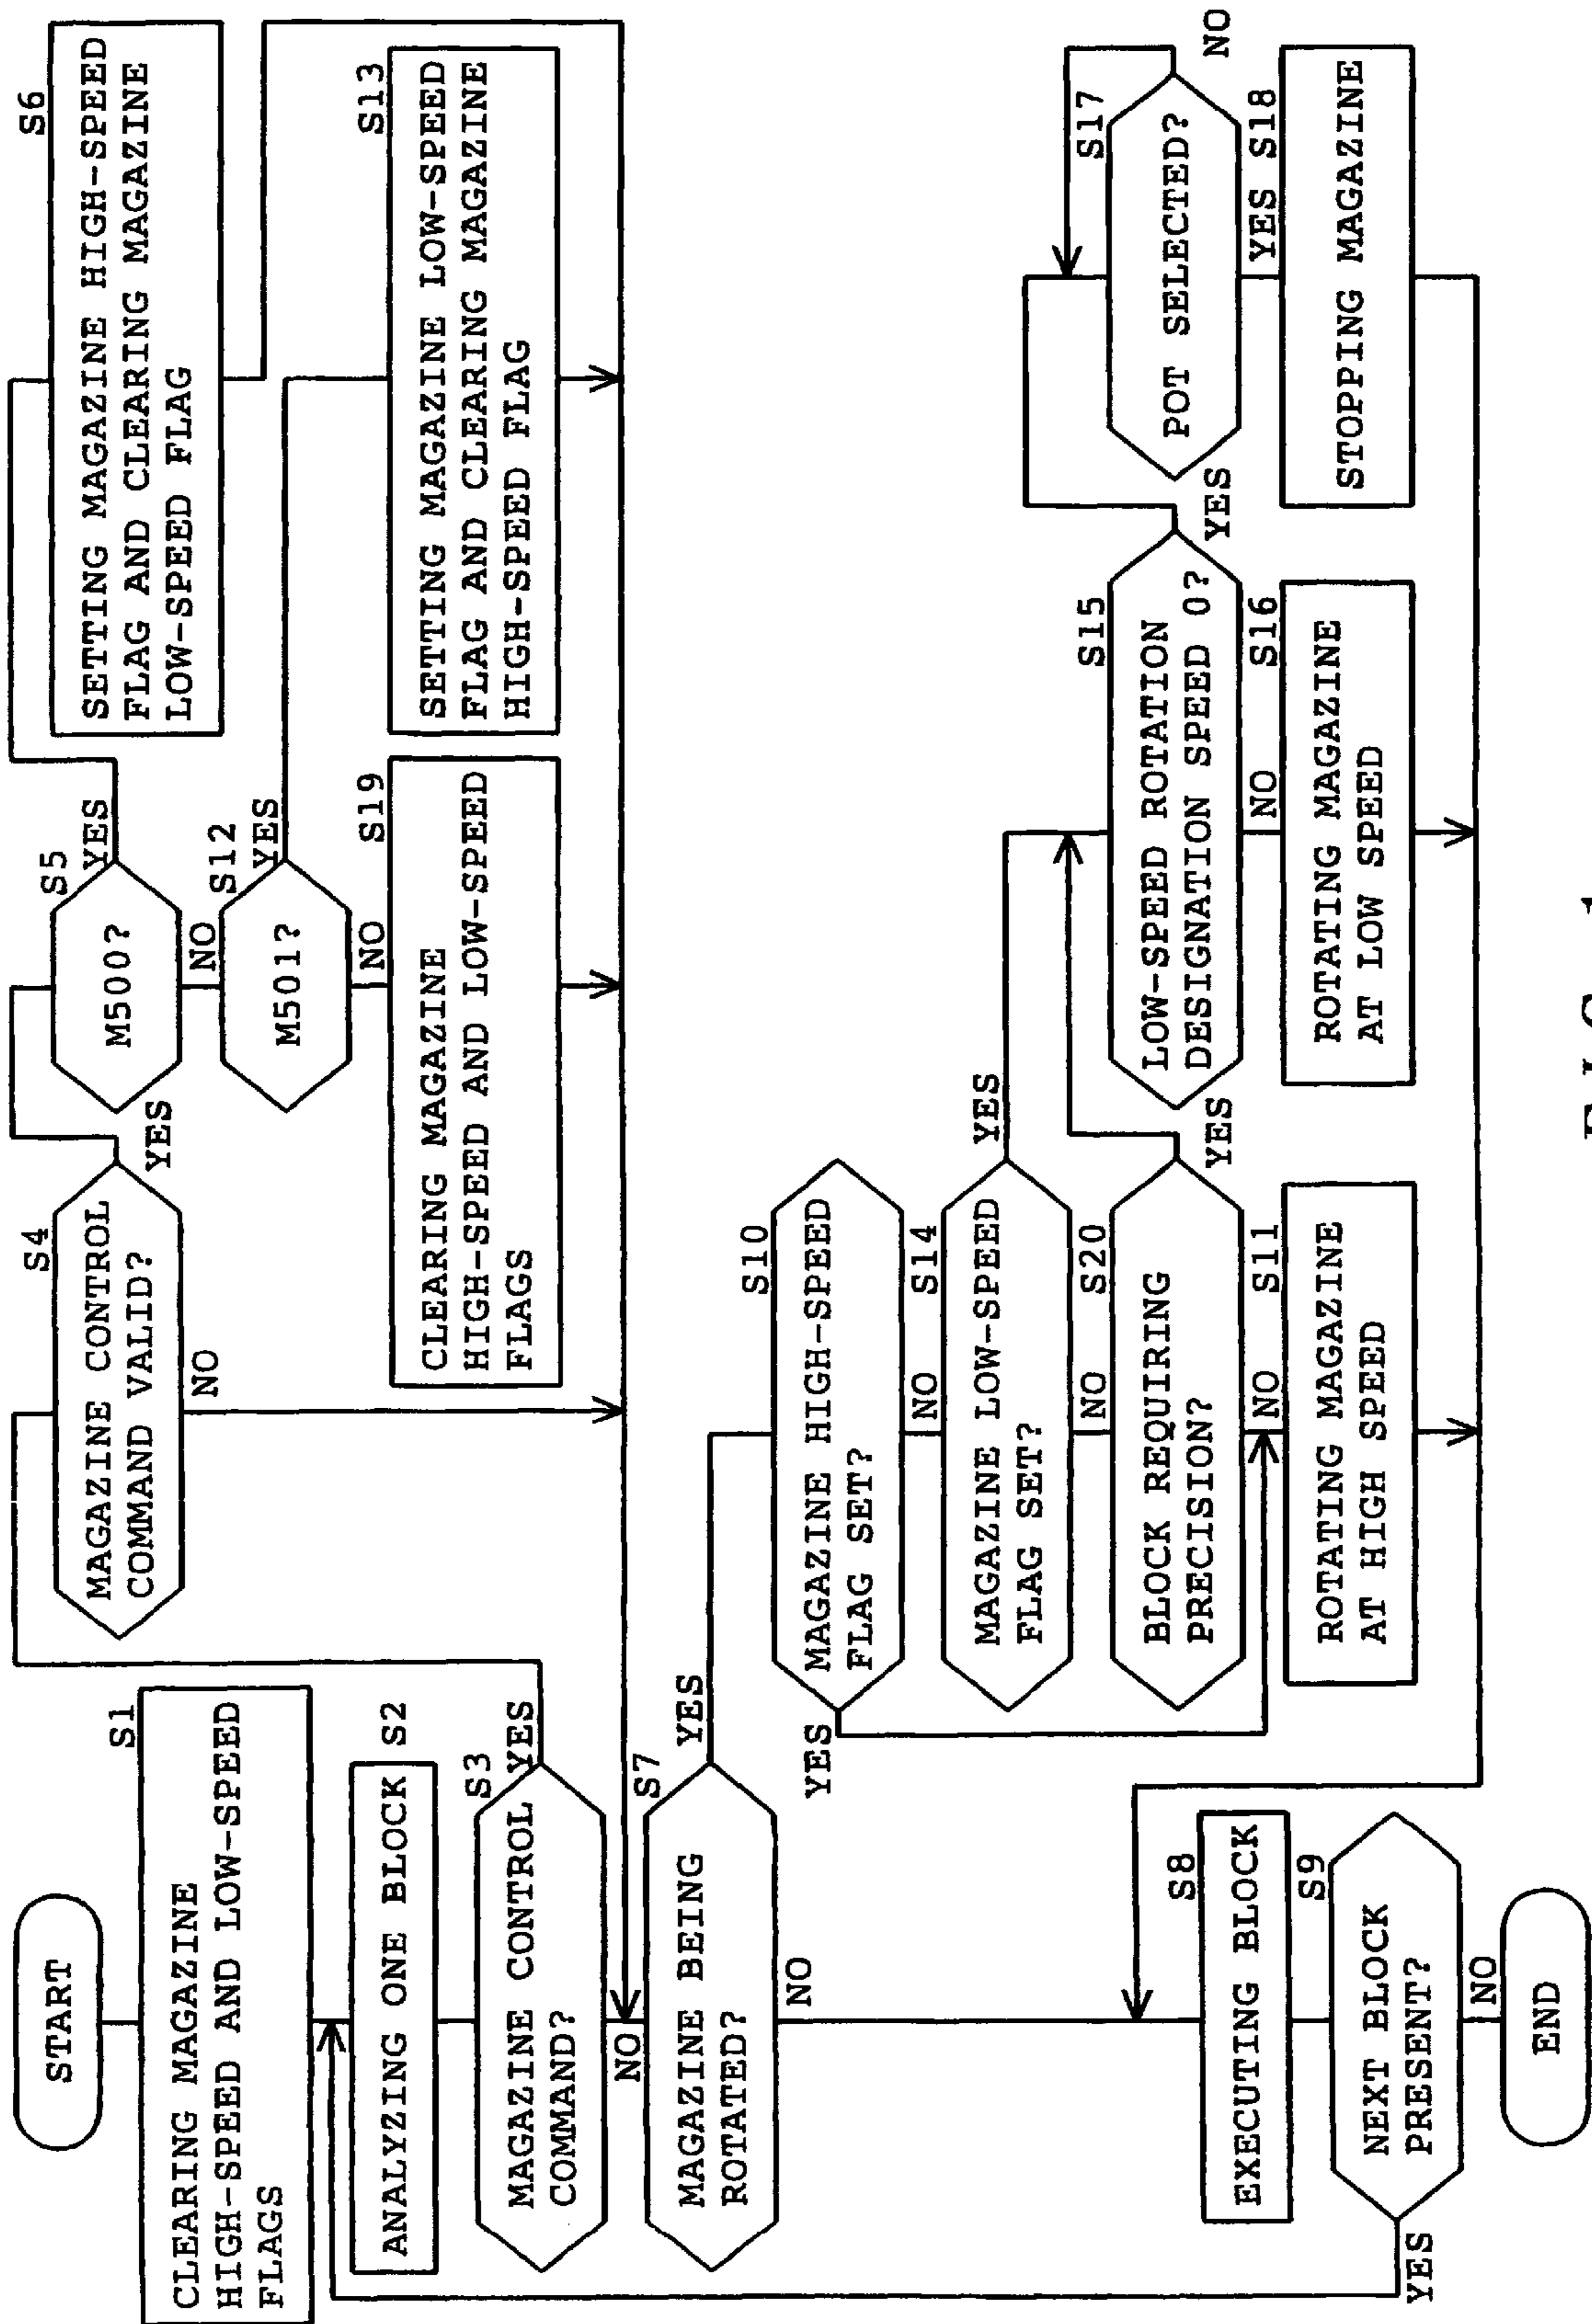 START
S1
CLEARING MAGAZINE
HIGH-SPEED AND LOW-SPEED
FLAGS
ANALYZING ONE BLOCK
S2
S3
MAGAZINE CONTROL
COMMAND?
YES
NO
S4
MAGAZINE CONTROL
COMMAND VALID?
YES
NO
S5
M500?
YES
NO
S6
SETTING MAGAZINE HIGH-SPEED
FLAG AND CLEARING MAGAZINE
LOW-SPEED FLAG
S12
M501?
YES
NO
S13
SETTING MAGAZINE LOW-SPEED
FLAG AND CLEARING MAGAZINE
HIGH-SPEED FLAG
S19
CLEARING MAGAZINE
HIGH-SPEED AND LOW-SPEED
FLAGS
S7
MAGAZINE BEING
ROTATED?
YES
NO
S10
MAGAZINE HIGH-SPEED
FLAG SET?
YES
NO
S14
MAGAZINE LOW-SPEED
FLAG SET?
YES
NO
S20
BLOCK REQUIRING
PRECISION?
YES
NO
S11
ROTATING MAGAZINE
AT HIGH SPEED
S15
LOW-SPEED ROTATION
DESIGNATION SPEED 0?
YES
NO
S16
ROTATING MAGAZINE
AT LOW SPEED
S17
POT SELECTED?
NO
YES
S18
STOPPING MAGAZINE
S8
EXECUTING BLOCK
S9
NEXT BLOCK
PRESENT?
YES
NO
END